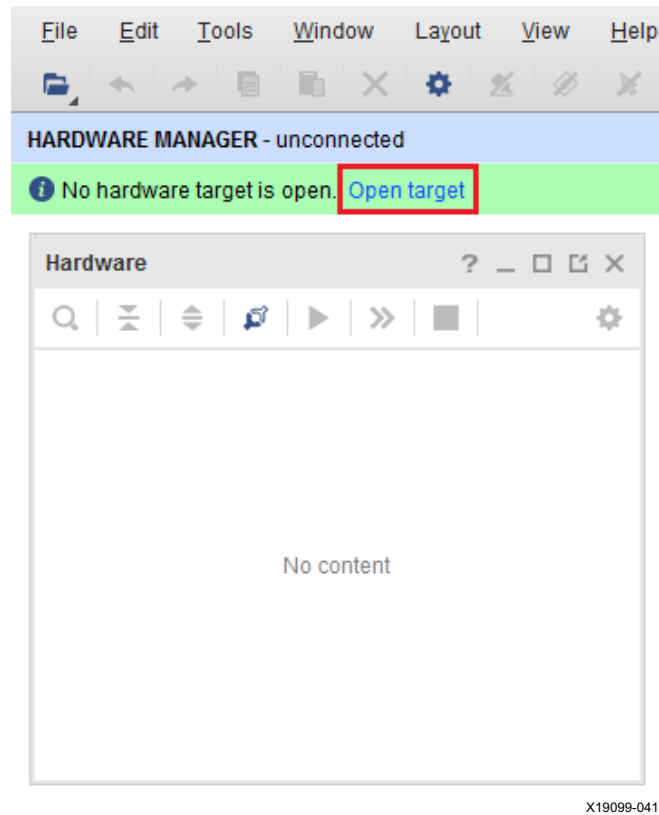 File Edit Tools Window Layout View Help
HARDWARE MANAGER - unconnected
No hardware target is open. Open target
Hardware
No content
X19099-041